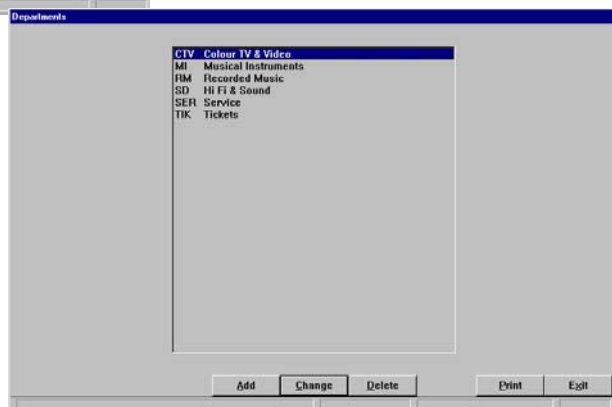 Departments
CTV Colour TV & Video
MI Musical Instruments
RM Recorded Music
SD Hi Fi & Sound
SER Service
TIK Tickets
Add Change Delete Print Exit